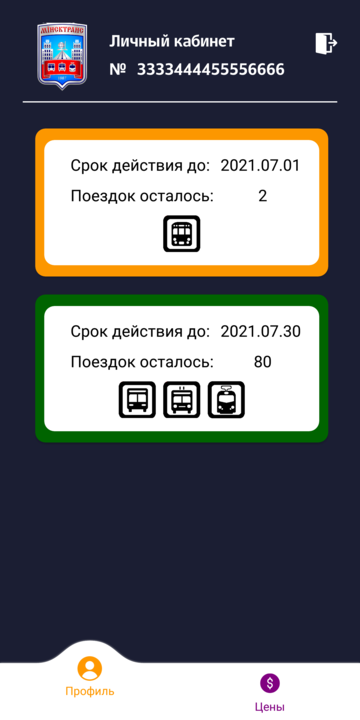 МІНСКТРАНС
Личный кабинет
№ 3333444455556666
Срок действия до: 2021.07.01
Поездок осталось: 2
Срок действия до: 2021.07.30
Поездок осталось: 80
$
Профиль
Цены